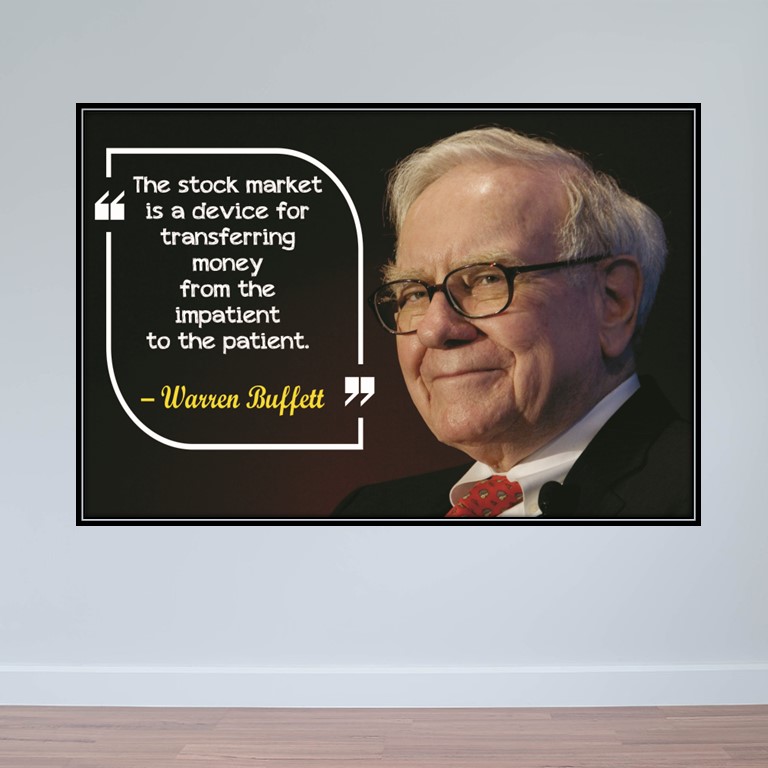 The stock market
is a device for
transferring
money
from the
impatient
to the patient.
– Warren Buffett